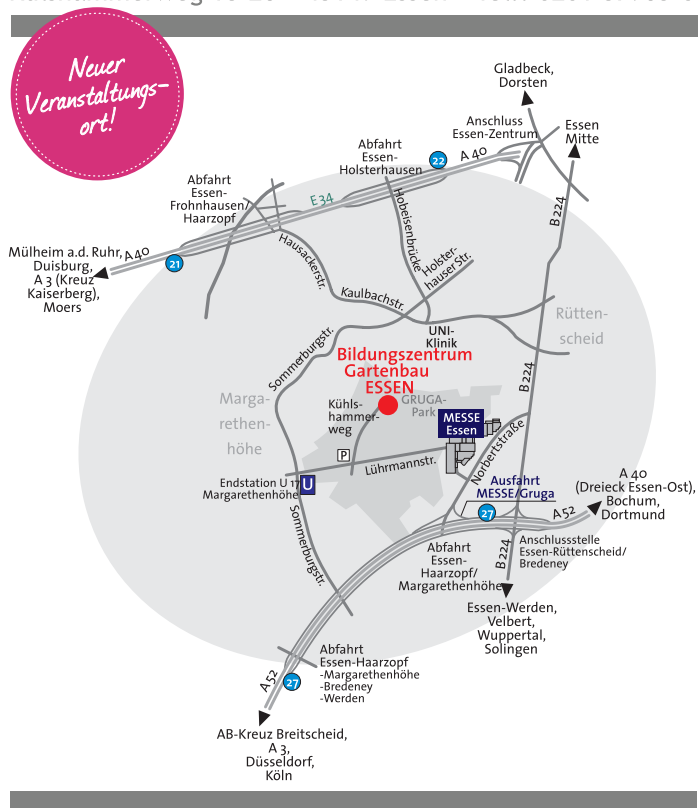 Neuer
Veranstaltungs-
ort!
Gladbeck,
Dorsten
Anschluss
Essen-Zentrum
Essen
Mitte
Abfahrt
Essen-
Holsterhausen
22
A 40
Abfahrt
Essen-
Frohnhausen/
Haarzopf
E 34
B 224
Hobeisenbrücke
Holster-
hauser Str.
Hausackerstr.
Mülheim a.d. Ruhr,
Duisburg,
A 3 (Kreuz
Kaiserberg),
Moers
A 40
21
Kaulbachstr.
UNI-
Klinik
Rütten-
scheid
Sommerburgstr.
Bildungszentrum
Gartenbau
ESSEN
B 224
Marga-
rethen-
höhe
Kühls-
hammer-
weg
GRUGA-
Park
MESSE
Essen
P
Lührmannstr.
Norbertstraße
Endstation U 17
Margarethenhöhe
U
Ausfahrt
MESSE/Gruga
27
A 52
A 40
(Dreieck Essen-Ost),
Bochum,
Dortmund
Sommerburgstr.
Abfahrt
Essen-
Haarzopf/
Margarethenhöhe
B 224
Anschlussstelle
Essen-Rüttenscheid/
Bredeney
Essen-Werden,
Velbert,
Wuppertal,
Solingen
Abfahrt
Essen-Haarzopf
-Margarethenhöhe
-Bredeney
-Werden
A 52
27
AB-Kreuz Breitscheid,
A 3,
Düsseldorf,
Köln